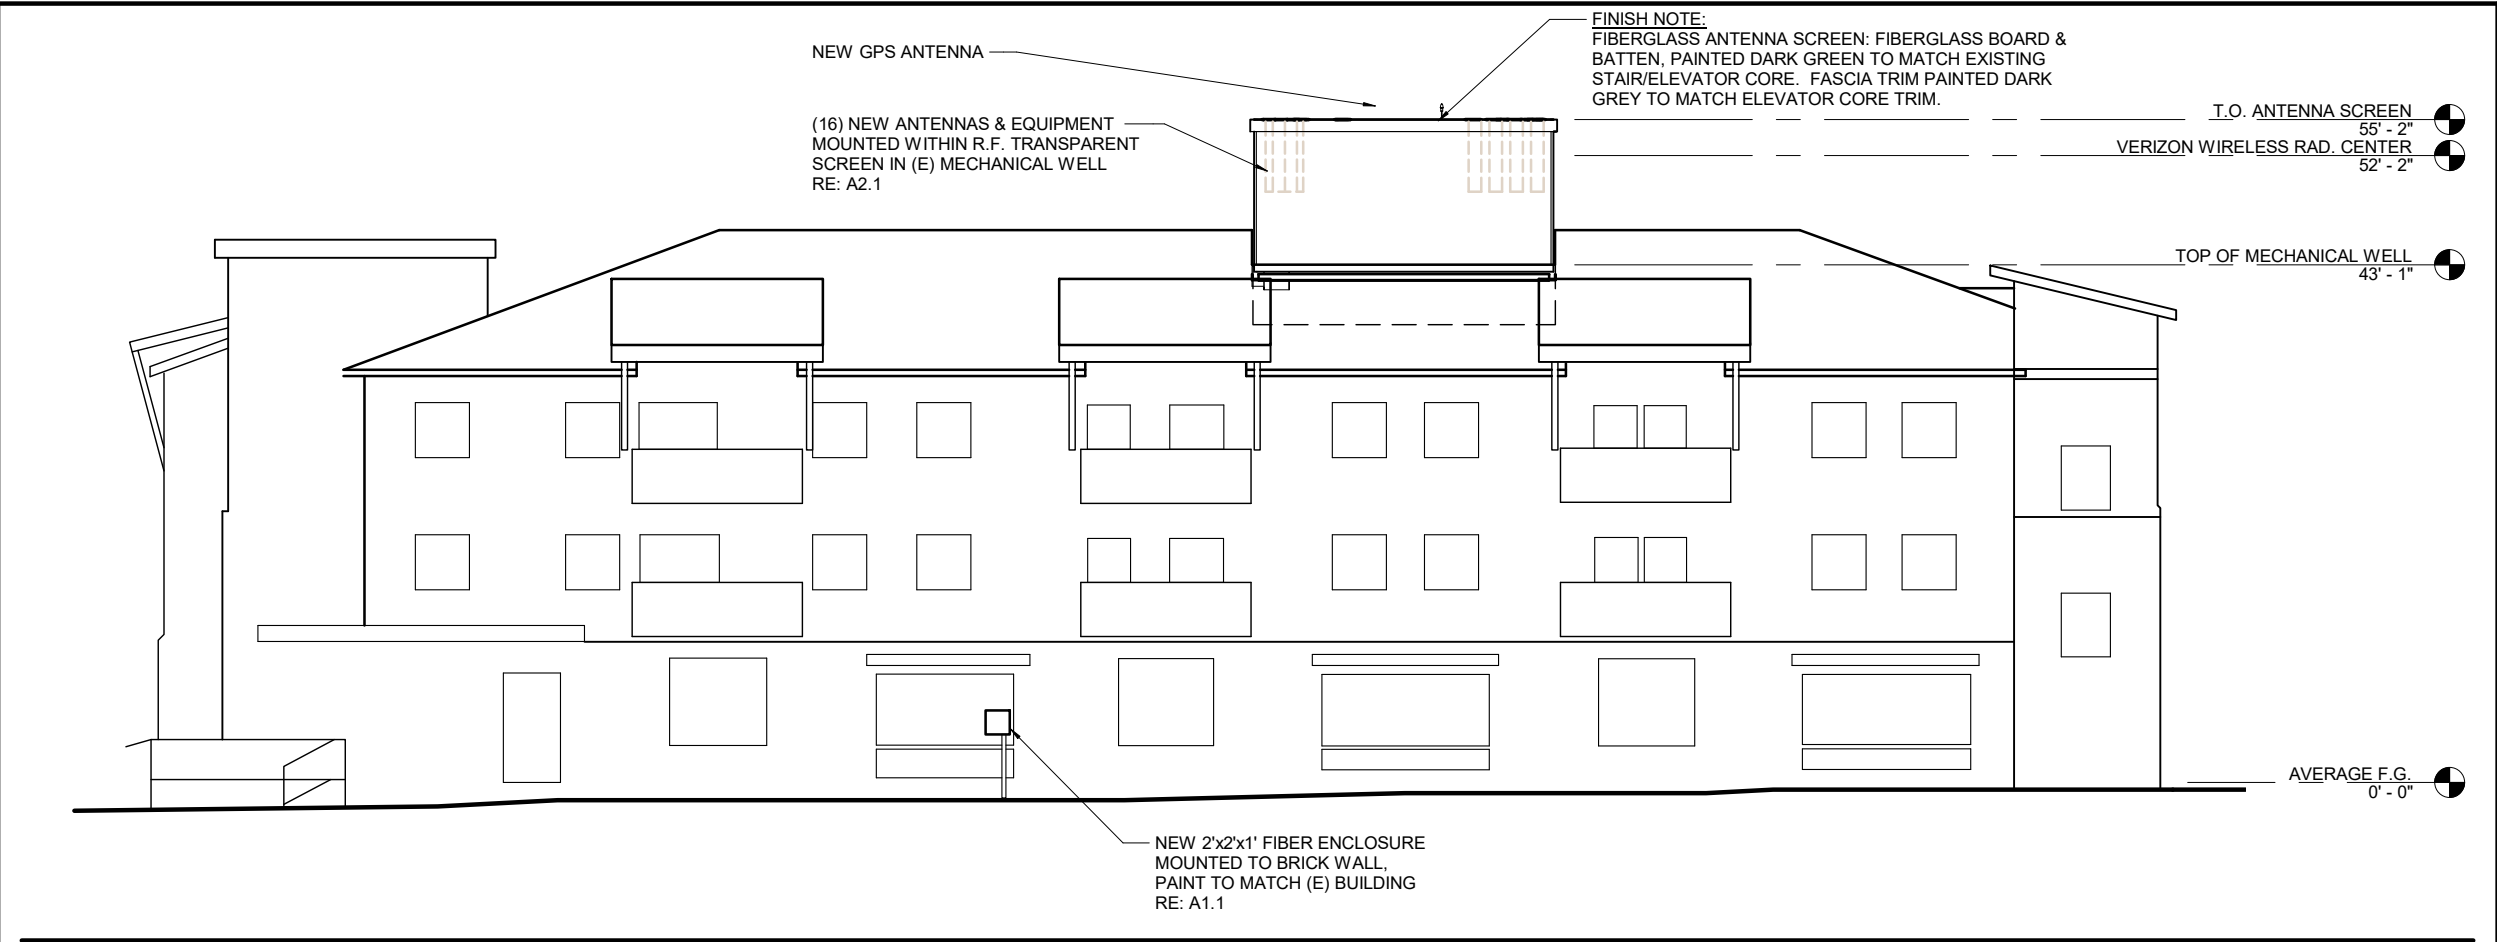 FINISH NOTE:
FIBERGLASS ANTENNA SCREEN: FIBERGLASS BOARD &
BATTEN, PAINTED DARK GREEN TO MATCH EXISTING
STAIR/ELEVATOR CORE. FASCIA TRIM PAINTED DARK
GREY TO MATCH ELEVATOR CORE TRIM.
NEW GPS ANTENNA
(16) NEW ANTENNAS & EQUIPMENT
MOUNTED WITHIN R.F. TRANSPARENT
SCREEN IN (E) MECHANICAL WELL
RE: A2.1
T.O. ANTENNA SCREEN
55' - 2"
VERIZON WIRELESS RAD. CENTER
52' - 2"
TOP OF MECHANICAL WELL
43' - 1"
AVERAGE F.G.
0' - 0"
NEW 2'x2'x1' FIBER ENCLOSURE
MOUNTED TO BRICK WALL,
PAINT TO MATCH (E) BUILDING
RE: A1.1